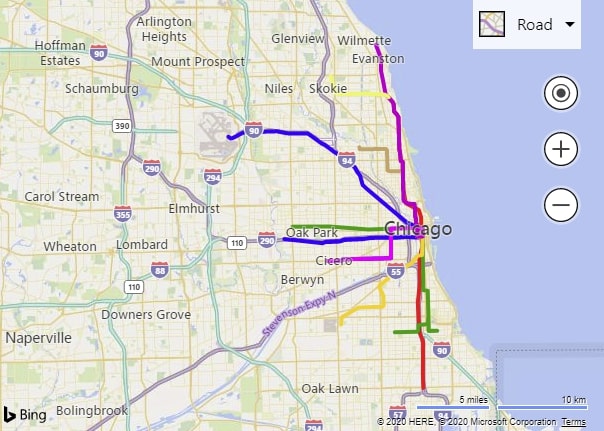 Road
Arlington
Heights
Glenview
Wilmette
Evanston
Hoffman
Estates
90
Mount Prospect
Schaumburg
Niles
Skokie
390
90
94
290
294
Carol Stream
Elmhurst
355
Oak Park
Chicago
Wheaton
Lombard
110
290
Cicero
88
55
Berwyn
110
Downers Grove
Stevenson Expy N
Naperville
90
Oak Lawn
Bolingbrook
294
57
94
5 miles
10 km
Bing
© 2020 HERE, © 2020 Microsoft Corporation Terms